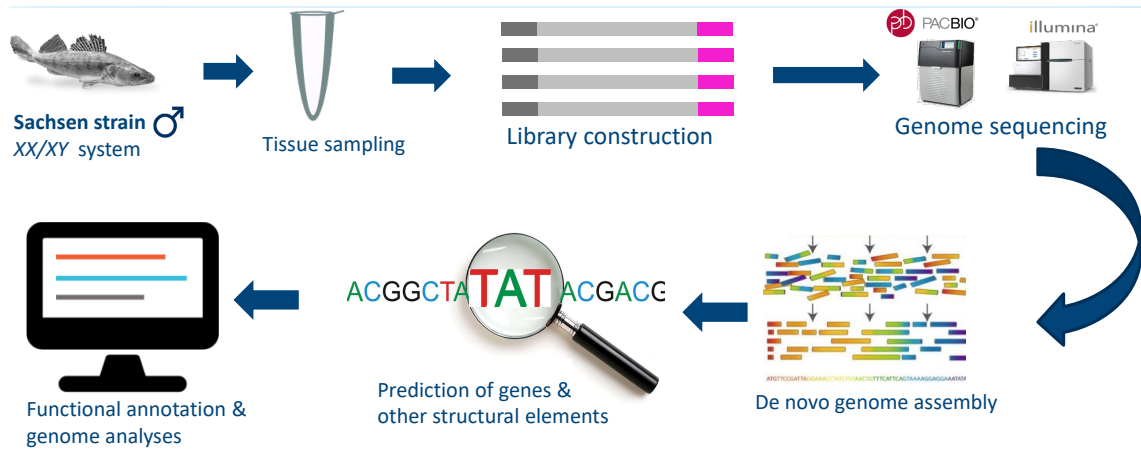 PACBIO®
illumina®
Sachsen strain ♂
XX/XY system
Tissue sampling
Library construction
Genome sequencing
ACGGCTATATACGACG
ATGTTCCGATTAGGAAACCTATCTGTAACTGTTTCATTCAGTAAAAGGAGGAAATATA
Prediction of genes &
other structural elements
De novo genome assembly
Functional annotation &
genome analyses